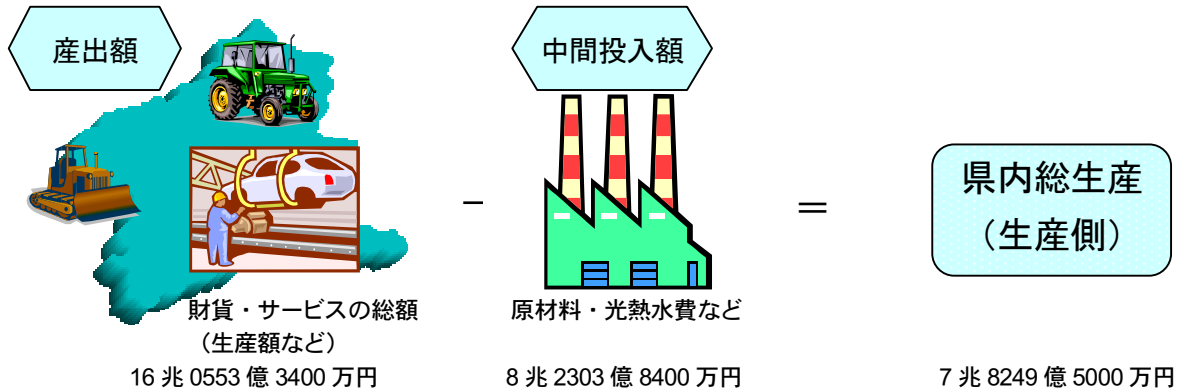 産出額
中間投入額
－
＝
県内総生産
（生産側）
財貨・サービスの総額
（生産額など）
原材料・光熱水費など
16 兆 0553 億 3400 万円
8 兆 2303 億 8400 万円
7 兆 8249 億 5000 万円